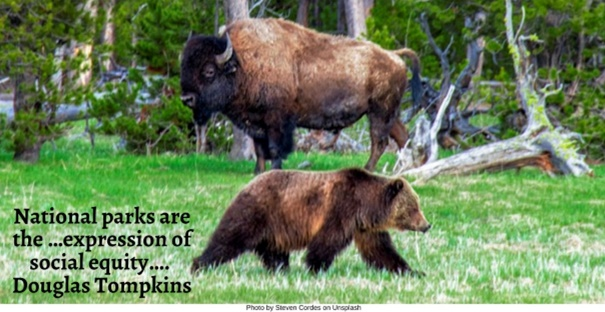 National parks are
the ...expression of
social equity....
Douglas Tompkins
Photo by Steven Cordes on Unsplash